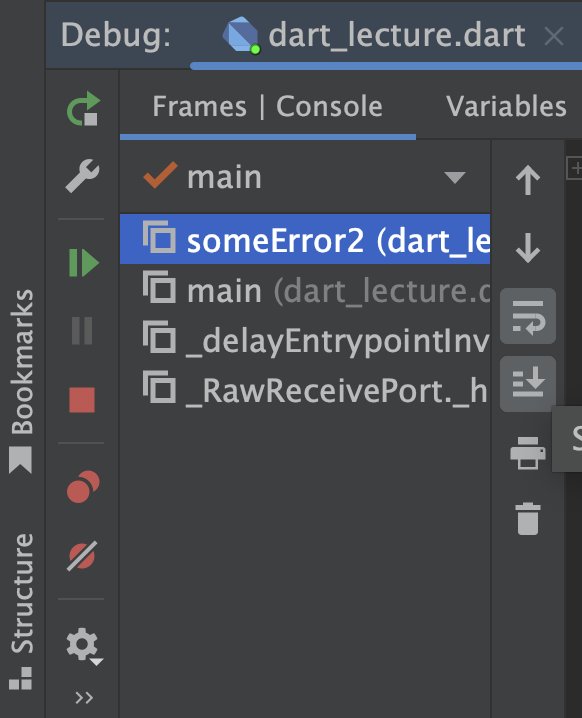 Debug: dart_lecture.dart
Frames | Console Variables
main
someError2 (dart_le
main (dart_lecture.d
_delayEntrypointInv
_RawReceivePort._h
Bookmarks
Structure
S